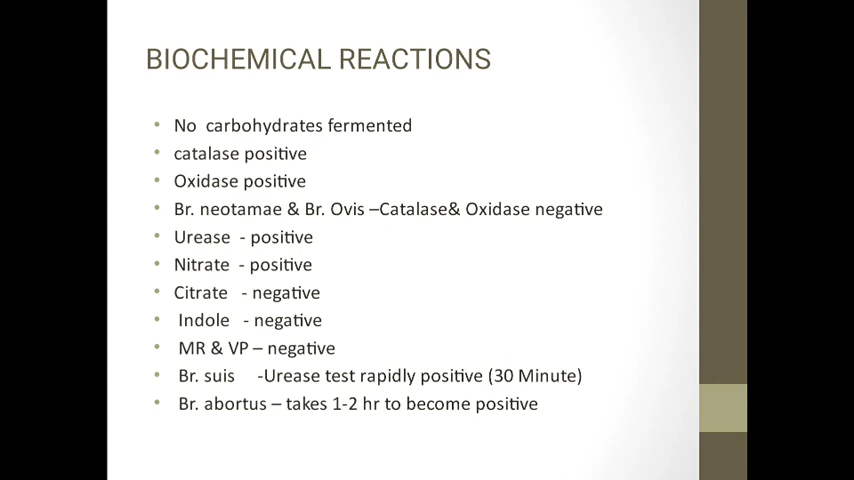 BIOCHEMICAL REACTIONS
• No carbohydrates fermented
• catalase positive
• Oxidase positive
• Br. neotamae & Br. Ovis –Catalase& Oxidase negative
• Urease - positive
• Nitrate - positive
• Citrate - negative
• Indole - negative
• MR & VP – negative
• Br. suis -Urease test rapidly positive (30 Minute)
• Br. abortus – takes 1-2 hr to become positive